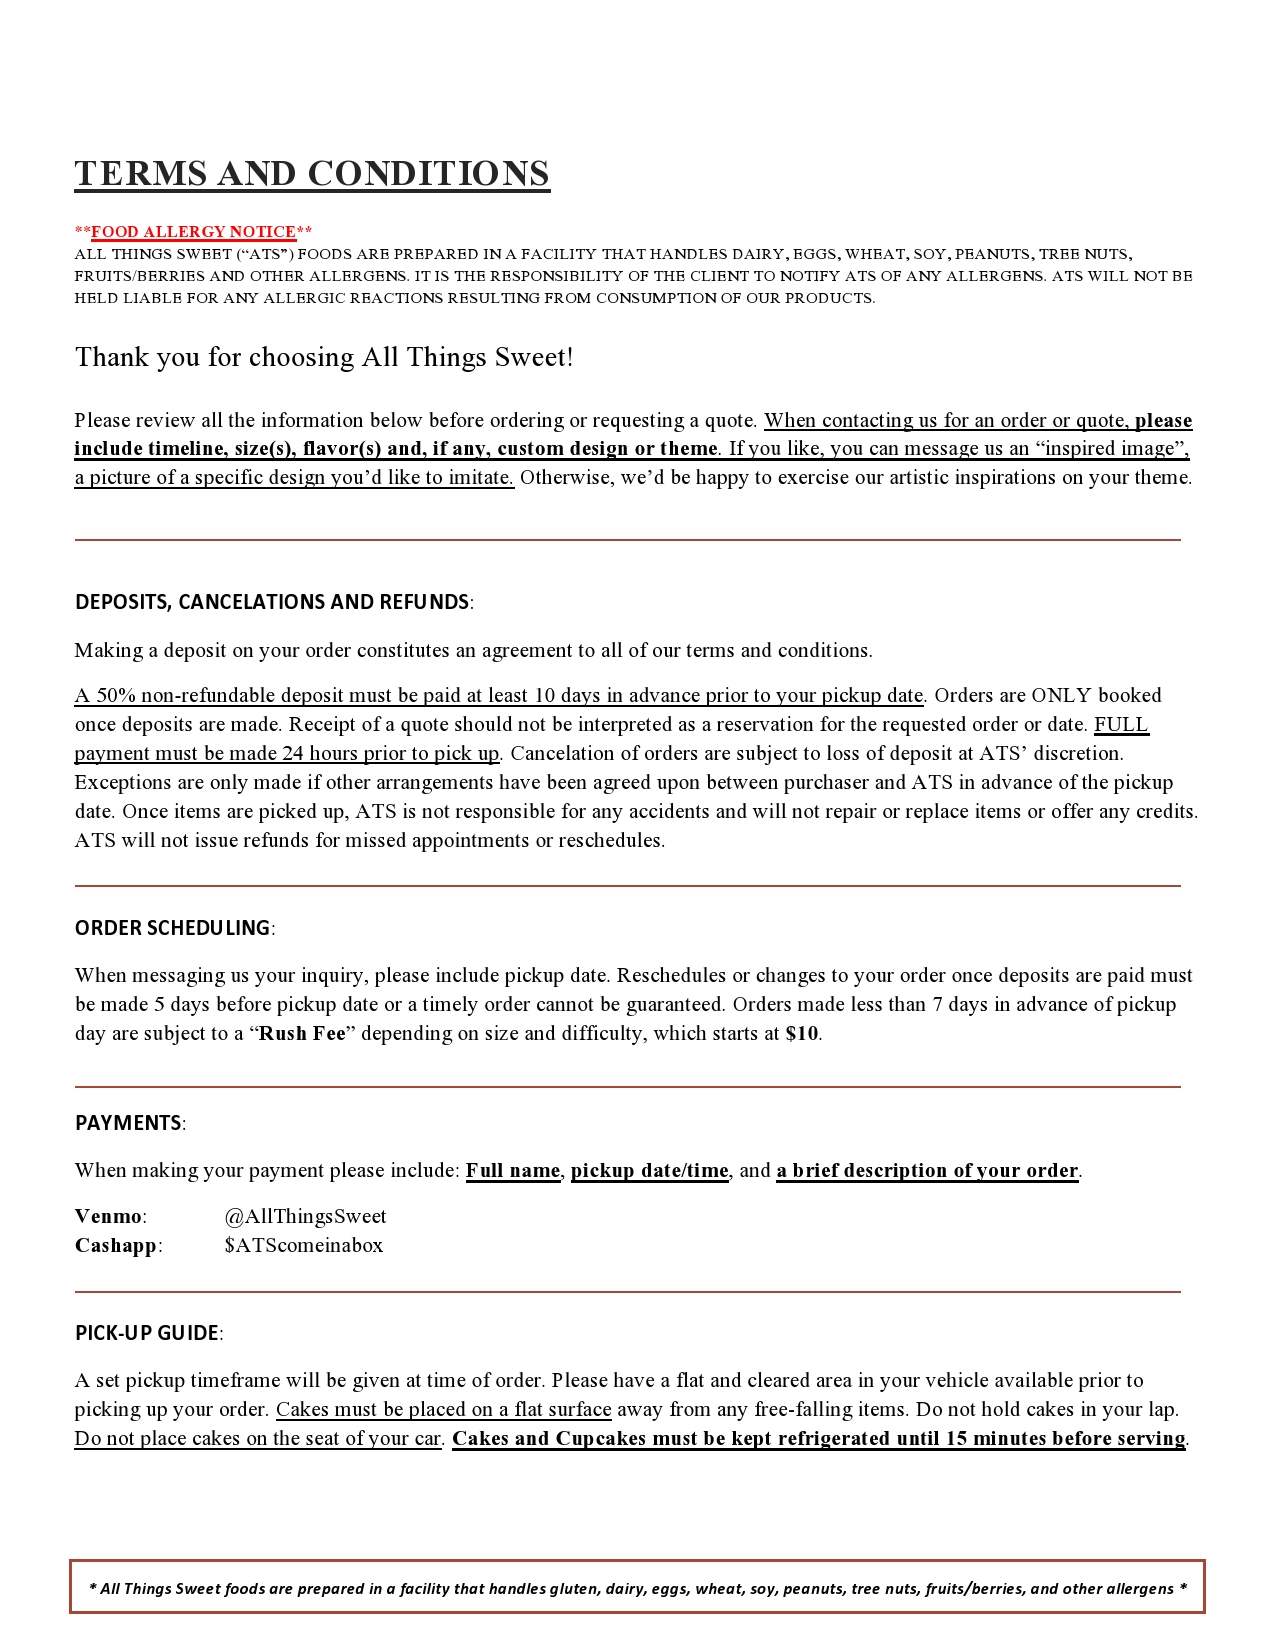 TERMS AND CONDITIONS
**FOOD ALLERGY NOTICE**
ALL THINGS SWEET (“ATS”) FOODS ARE PREPARED IN A FACILITY THAT HANDLES DAIRY, EGGS, WHEAT, SOY, PEANUTS, TREE NUTS,
FRUITS/BERRIES AND OTHER ALLERGENS. IT IS THE RESPONSIBILITY OF THE CLIENT TO NOTIFY ATS OF ANY ALLERGENS. ATS WILL NOT BE
HELD LIABLE FOR ANY ALLERGIC REACTIONS RESULTING FROM CONSUMPTION OF OUR PRODUCTS.
Thank you for choosing All Things Sweet!
Please review all the information below before ordering or requesting a quote. When contacting us for an order or quote, please
include timeline, size(s), flavor(s) and, if any, custom design or theme. If you like, you can message us an “inspired image”,
a picture of a specific design you’d like to imitate. Otherwise, we’d be happy to exercise our artistic inspirations on your theme.
DEPOSITS, CANCELATIONS AND REFUNDS:
Making a deposit on your order constitutes an agreement to all of our terms and conditions.
A 50% non-refundable deposit must be paid at least 10 days in advance prior to your pickup date. Orders are ONLY booked
once deposits are made. Receipt of a quote should not be interpreted as a reservation for the requested order or date. FULL
payment must be made 24 hours prior to pick up. Cancelation of orders are subject to loss of deposit at ATS’ discretion.
Exceptions are only made if other arrangements have been agreed upon between purchaser and ATS in advance of the pickup
date. Once items are picked up, ATS is not responsible for any accidents and will not repair or replace items or offer any credits.
ATS will not issue refunds for missed appointments or reschedules.
ORDER SCHEDULING:
When messaging us your inquiry, please include pickup date. Reschedules or changes to your order once deposits are paid must
be made 5 days before pickup date or a timely order cannot be guaranteed. Orders made less than 7 days in advance of pickup
day are subject to a “Rush Fee” depending on size and difficulty, which starts at $10.
PAYMENTS:
When making your payment please include: Full name, pickup date/time, and a brief description of your order.
Venmo: @AllThingsSweet
Cashapp: $ATScomeinabox
PICK-UP GUIDE:
A set pickup timeframe will be given at time of order. Please have a flat and cleared area in your vehicle available prior to
picking up your order. Cakes must be placed on a flat surface away from any free-falling items. Do not hold cakes in your lap.
Do not place cakes on the seat of your car. Cakes and Cupcakes must be kept refrigerated until 15 minutes before serving.
* All Things Sweet foods are prepared in a facility that handles gluten, dairy, eggs, wheat, soy, peanuts, tree nuts, fruits/berries, and other allergens *